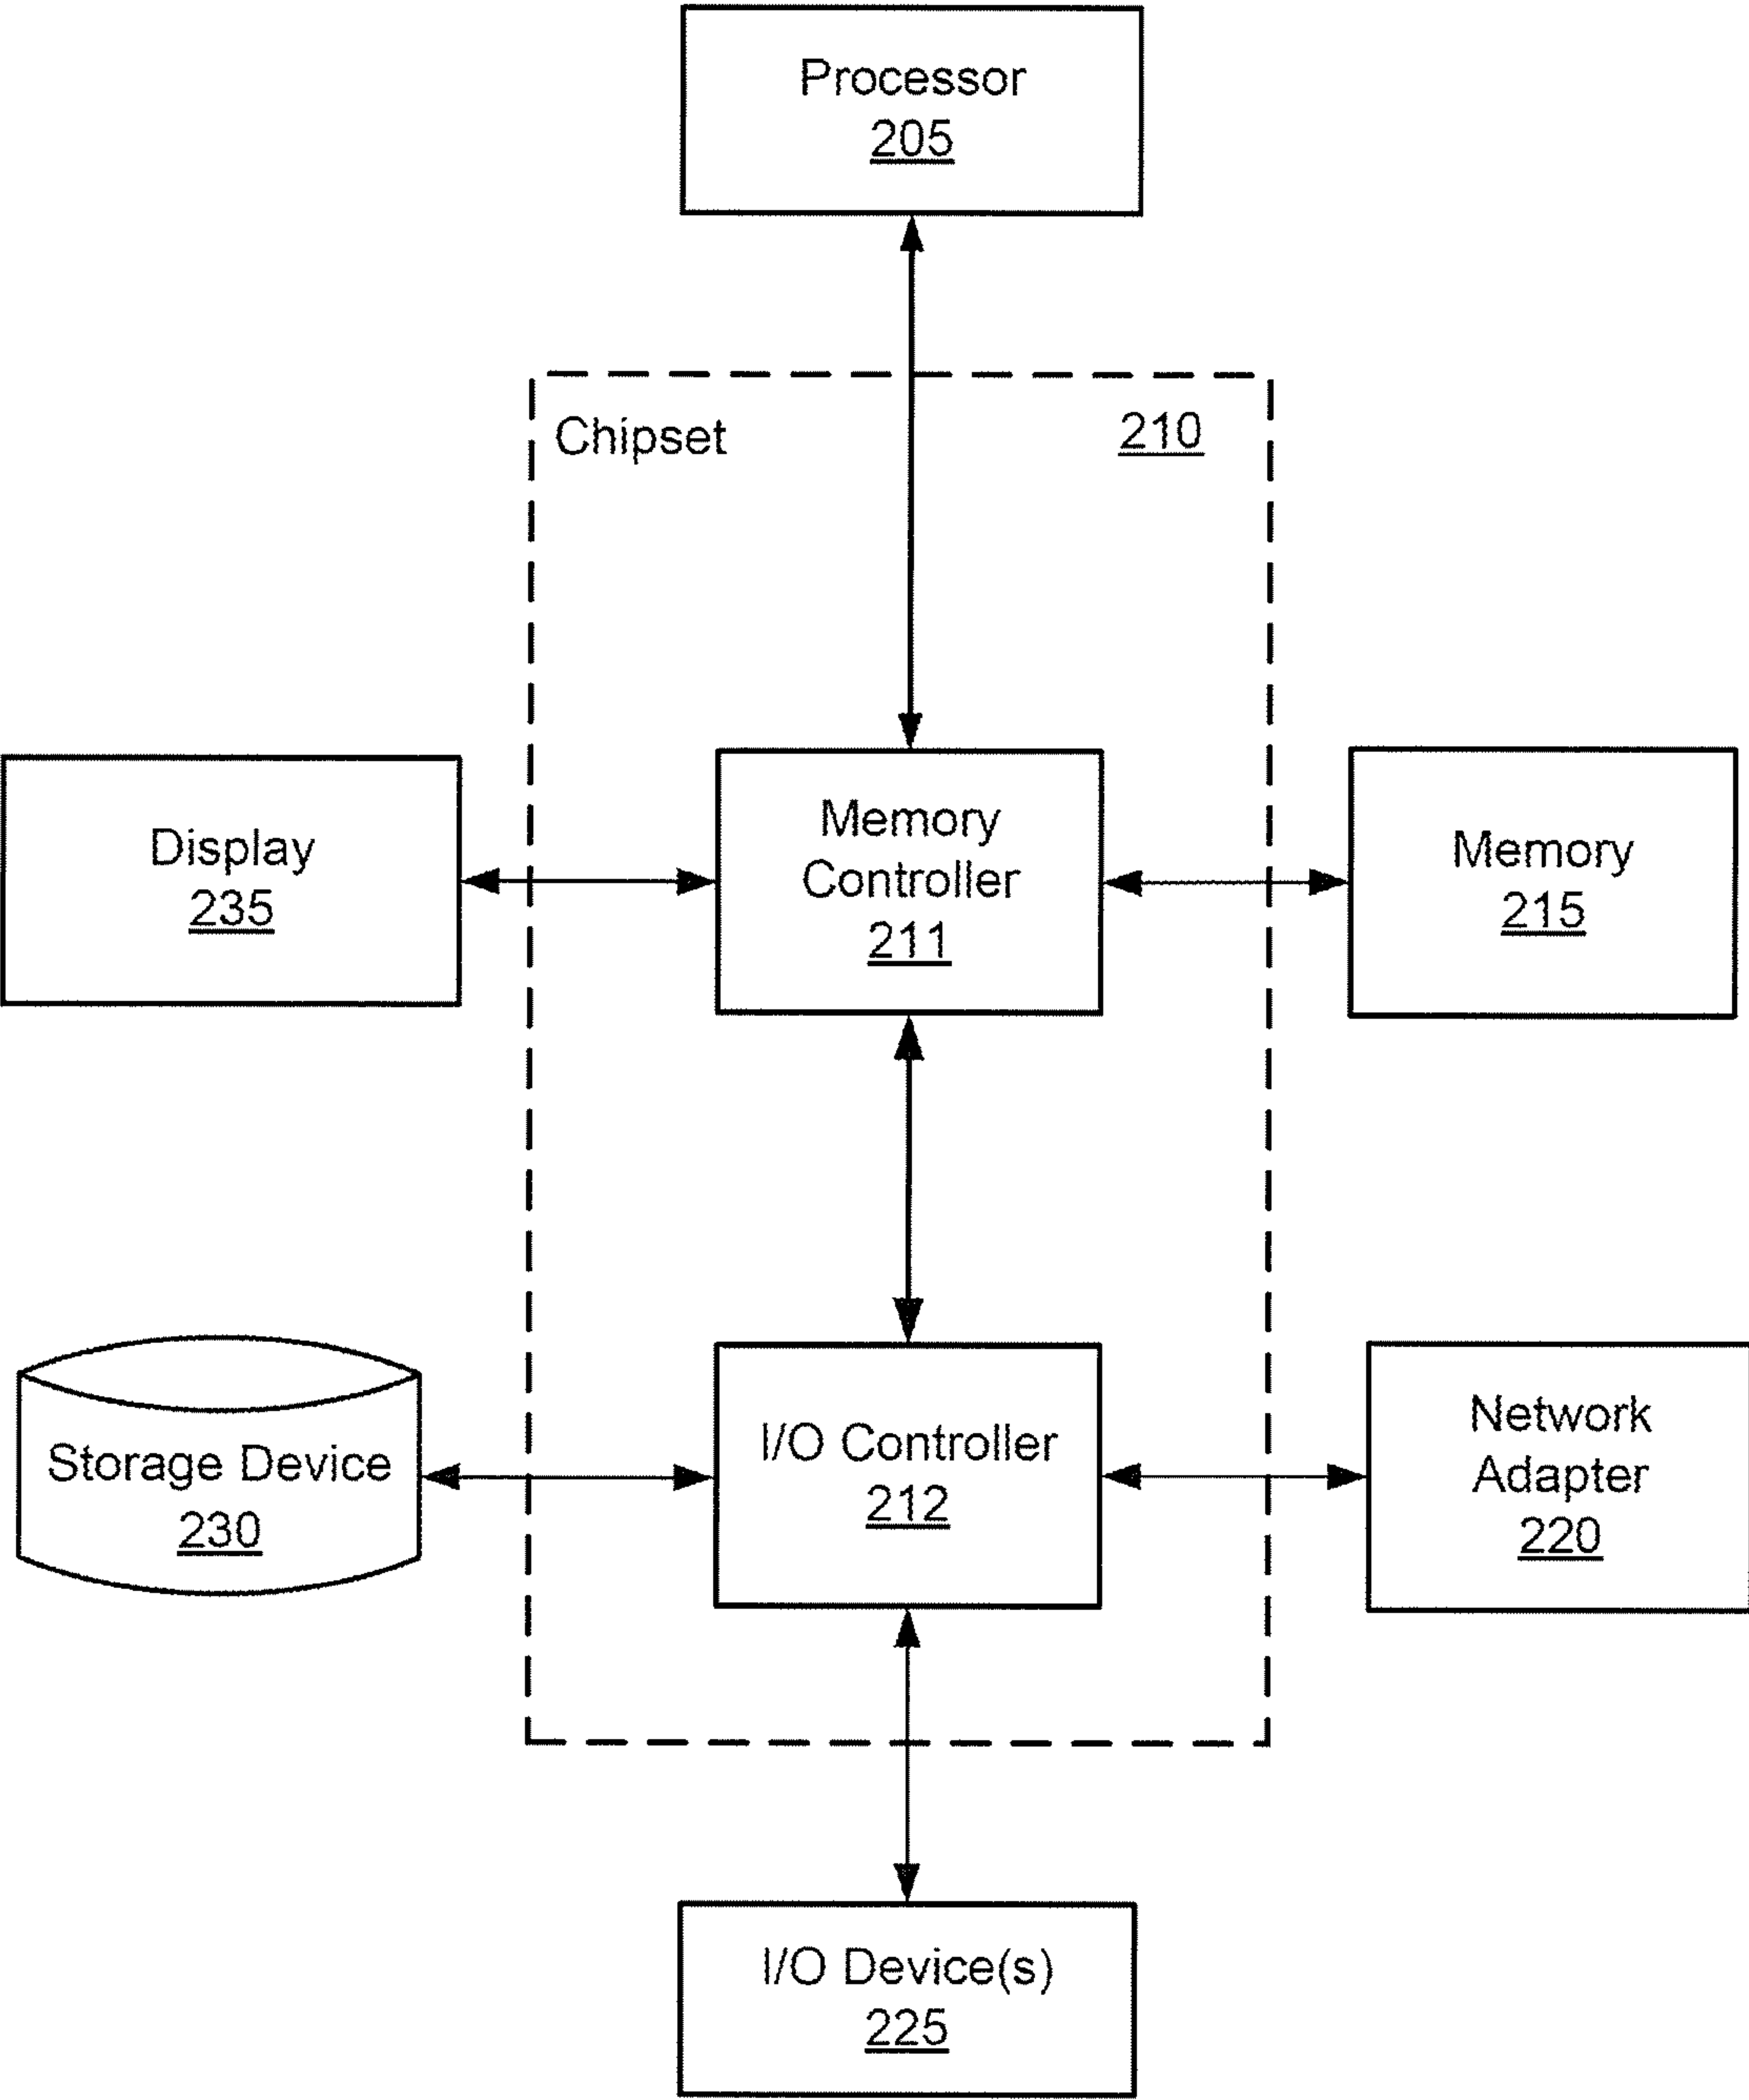 Processor
205
Chipset
210
Display
235
Memory
Controller
211
Memory
215
Storage Device
230
I/O Controller
212
Network
Adapter
220
I/O Device(s)
225